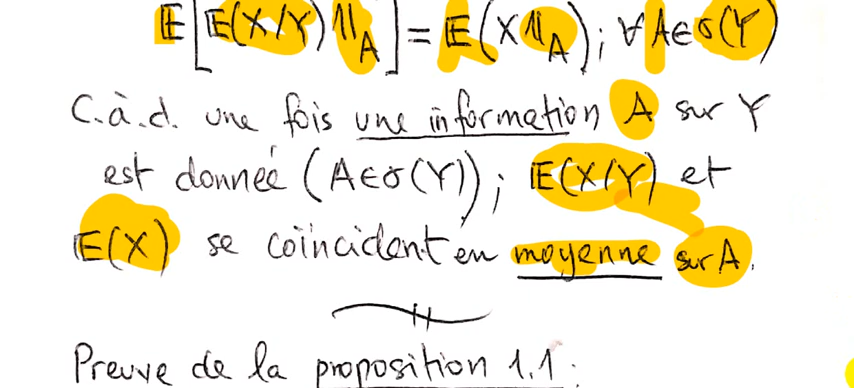 𝔼[𝔼(X/Y)𝟙_A] = 𝔼(X𝟙_A); ∀A∈σ(Y)
C.à.d. une fois une information A sur Y
est donnée (A∈σ(Y)); 𝔼(X/Y) et
𝔼(X) se coïncident en moyenne sur A.
Preuve de la proposition 1.1: